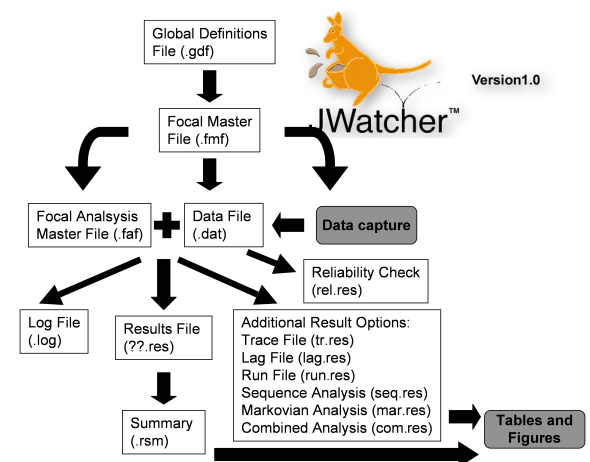 Global Definitions
File (.gdf)
Version1.0
JWatcher™
Focal Master
File (.fmf)
Focal Analsysis
Master File (.faf)
Data File
(.dat)
Data capture
Reliability Check
(rel.res)
Log File
(.log)
Results File
(??.res)
Additional Result Options:
Trace File (tr.res)
Lag File (lag.res)
Run File (run.res)
Sequence Analysis (seq.res)
Markovian Analysis (mar.res)
Combined Analysis (com.res)
Summary
(.rsm)
Tables and
Figures